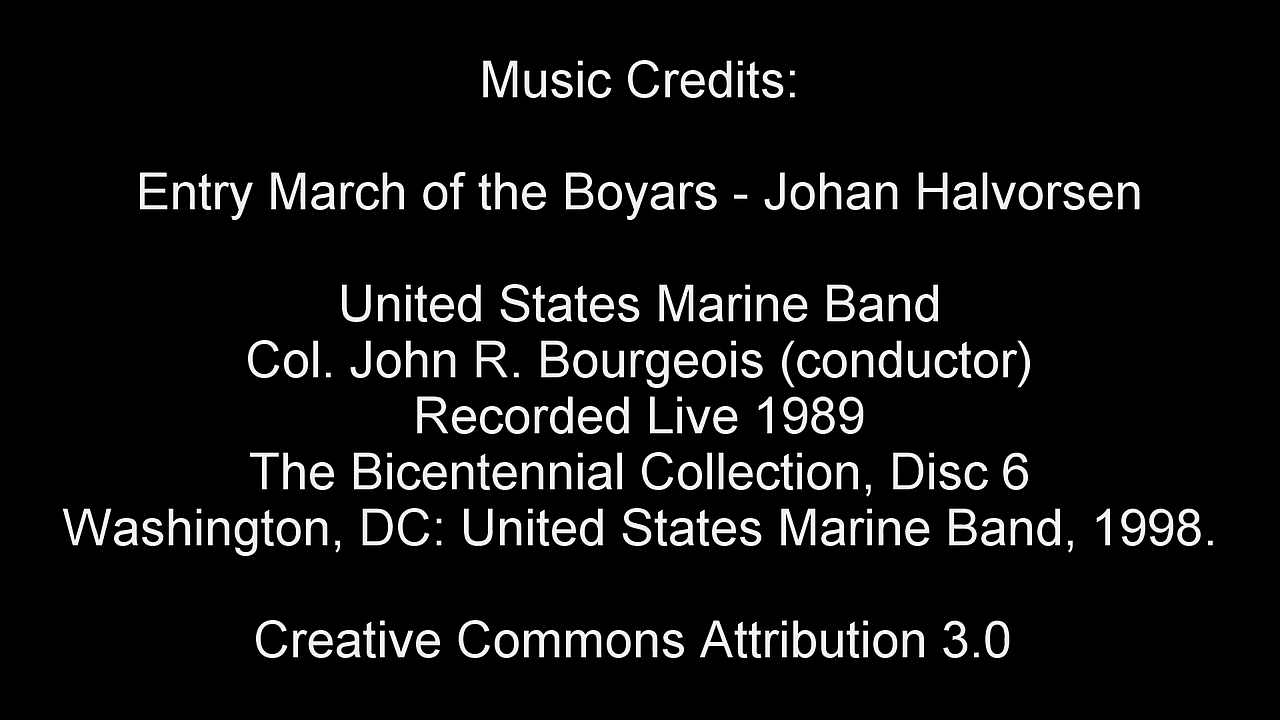 Music Credits:
Entry March of the Boyars - Johan Halvorsen
United States Marine Band
Col. John R. Bourgeois (conductor)
Recorded Live 1989
The Bicentennial Collection, Disc 6
Washington, DC: United States Marine Band, 1998.
Creative Commons Attribution 3.0